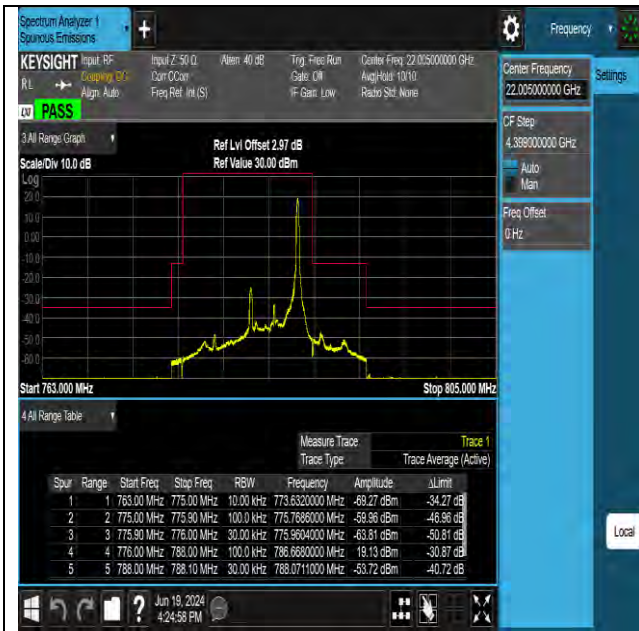 Spectrum Analyzer 1
Spurious Emissions
Frequency
KEYSIGHT
Input: RF
Input Z: 50 Ω
Atten: 40 dB
Trig: Free Run
Center Freq: 22.005000000 GHz
RL
Coupling: DC
Corr CCorr
Gate: Off
Avg|Hold: 10/10
Align: Auto
Freq Ref: Int (S)
IF Gain: Low
Radio Std: None
PASS
Center Frequency
22.005000000 GHz
Settings
CF Step
4.399000000 GHz
Auto
Man
Freq Offset
0 Hz
3 All Range Graph
Ref Lvl Offset 2.97 dB
Scale/Div 10.0 dB
Ref Value 30.00 dBm
Log
20.0
10.0
0.00
-10.0
-20.0
-30.0
-40.0
-50.0
-60.0
Start 763.000 MHz
Stop 805.000 MHz
4 All Range Table
Measure Trace
Trace 1
Trace Type
Trace Average (Active)
Spur Range Start Freq Stop Freq RBW Frequency Amplitude ΔLimit
1 1 763.00 MHz 775.00 MHz 10.00 kHz 773.6320000 MHz -69.27 dBm -34.27 dB
2 2 775.00 MHz 775.90 MHz 100.0 kHz 775.7686000 MHz -59.96 dBm -46.96 dB
3 3 775.90 MHz 776.00 MHz 30.00 kHz 775.9604000 MHz -63.81 dBm -50.81 dB
4 4 776.00 MHz 788.00 MHz 100.0 kHz 786.6680000 MHz 19.13 dBm -30.87 dB
5 5 788.00 MHz 788.10 MHz 30.00 kHz 788.0711000 MHz -53.72 dBm -40.72 dB
Local
Jun 19, 2024
4:24:58 PM